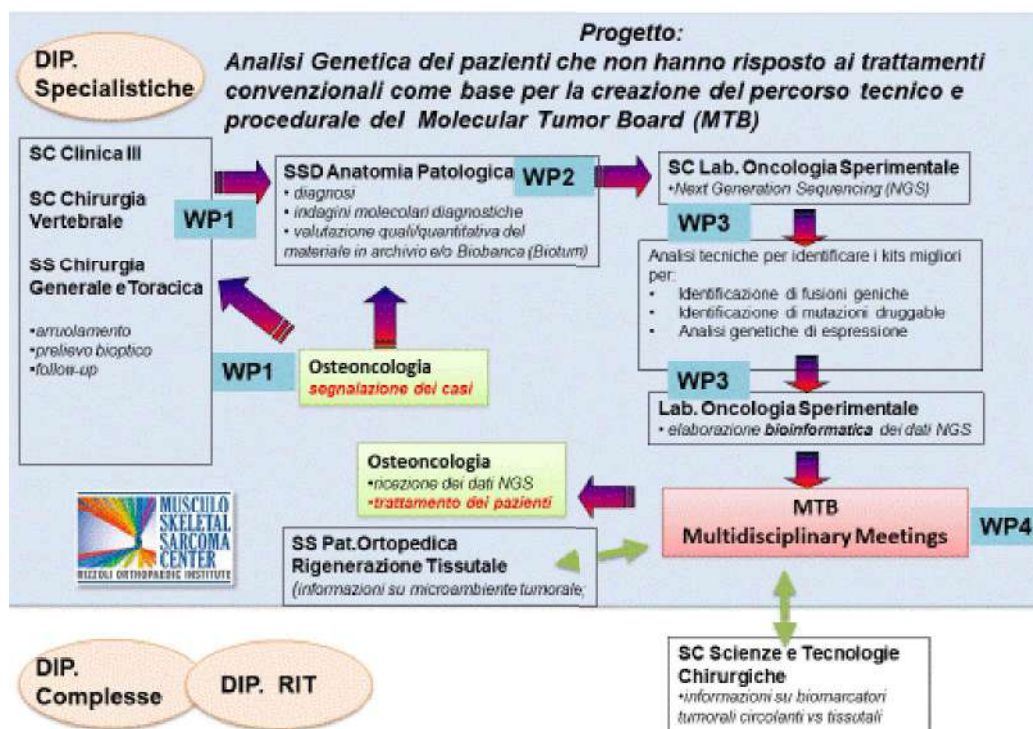 DIP.
Specialistiche
Progetto:
Analisi Genetica dei pazienti che non hanno risposto ai trattamenti
convenzionali come base per la creazione del percorso tecnico e
procedurale del Molecular Tumor Board (MTB)
SC Clinica III
SC Chirurgia
Vertebrale
SS Chirurgia
Generale e Toracica
•arruolamento
•prelievo bioptico
•follow-up
WP1
SSD Anatomia Patologica
• diagnosi
• indagini molecolari diagnostiche
• valutazione quali/quantitativa del
materiale in archivio e/o Biobanca (Biotum)
WP2
SC Lab. Oncologia Sperimentale
•Next Generation Sequencing (NGS)
WP3
Analisi tecniche per identificare i kits migliori
per:
• Identificazione di fusioni geniche
• Identificazione di mutazioni druggable
• Analisi genetiche di espressione
WP1
Osteoncologia
segnalazione dei casi
WP3
Lab. Oncologia Sperimentale
• elaborazione bioinformatica dei dati NGS
Osteoncologia
•ricezione dei dati NGS
•trattamento dei pazienti
MTB
Multidisciplinary Meetings
WP4
MUSCULO
SKELETAL
SARCOMA
CENTER
RIZZOLI ORTHOPAEDIC INSTITUTE
SS Pat.Ortopedica
Rigenerazione Tissutale
(informazioni su microambiente tumorale;
DIP.
Complesse
DIP. RIT
SC Scienze e Tecnologie
Chirurgiche
•informazioni su biomarcatori
tumorali circolanti vs tissutali